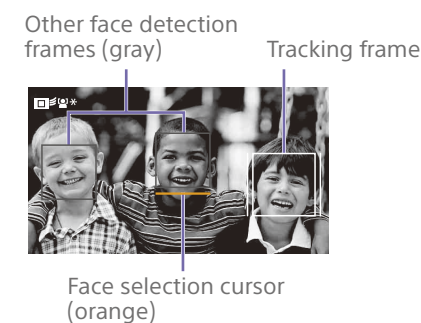 Other face detection
frames (gray)
Tracking frame
Face selection cursor
(orange)